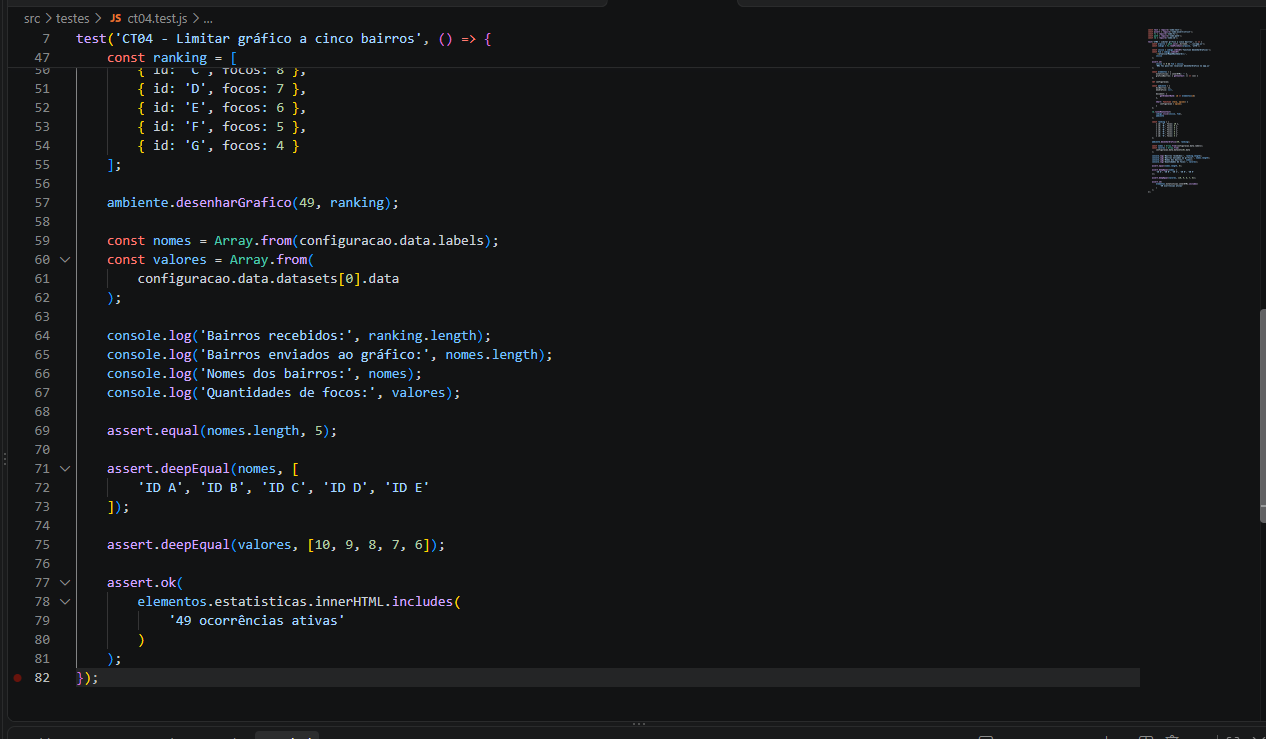 src > testes > JS ct04.test.js > ...
7 test('CT04 - Limitar gráfico a cinco bairros', () => {
47 const ranking = [
50 { id: 'C', focos: 8 },
51 { id: 'D', focos: 7 },
52 { id: 'E', focos: 6 },
53 { id: 'F', focos: 5 },
54 { id: 'G', focos: 4 }
55 ];
56
57 ambiente.desenharGrafico(49, ranking);
58
59 const nomes = Array.from(configuracao.data.labels);
60 const valores = Array.from(
61 configuracao.data.datasets[0].data
62 );
63
64 console.log('Bairros recebidos:', ranking.length);
65 console.log('Bairros enviados ao gráfico:', nomes.length);
66 console.log('Nomes dos bairros:', nomes);
67 console.log('Quantidades de focos:', valores);
68
69 assert.equal(nomes.length, 5);
70
71 assert.deepEqual(nomes, [
72 'ID A', 'ID B', 'ID C', 'ID D', 'ID E'
73 ]);
74
75 assert.deepEqual(valores, [10, 9, 8, 7, 6]);
76
77 assert.ok(
78 elementos.estatisticas.innerHTML.includes(
79 '49 ocorrências ativas'
80 )
81 );
82 });